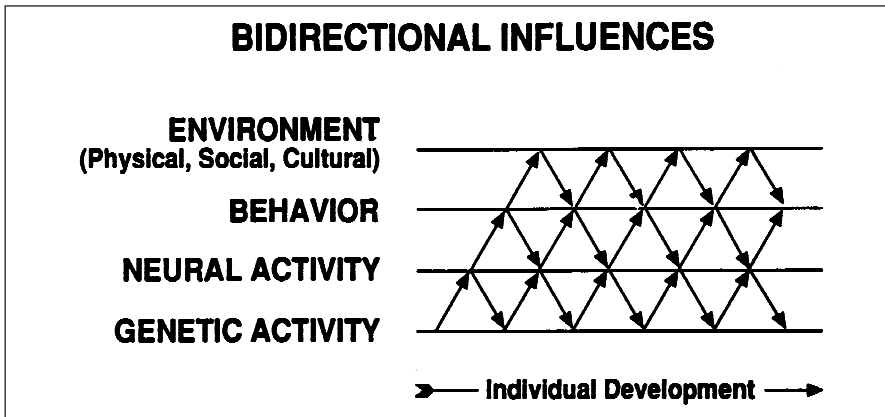 BIDIRECTIONAL INFLUENCES
ENVIRONMENT
(Physical, Social, Cultural)
BEHAVIOR
NEURAL ACTIVITY
GENETIC ACTIVITY
Individual Development